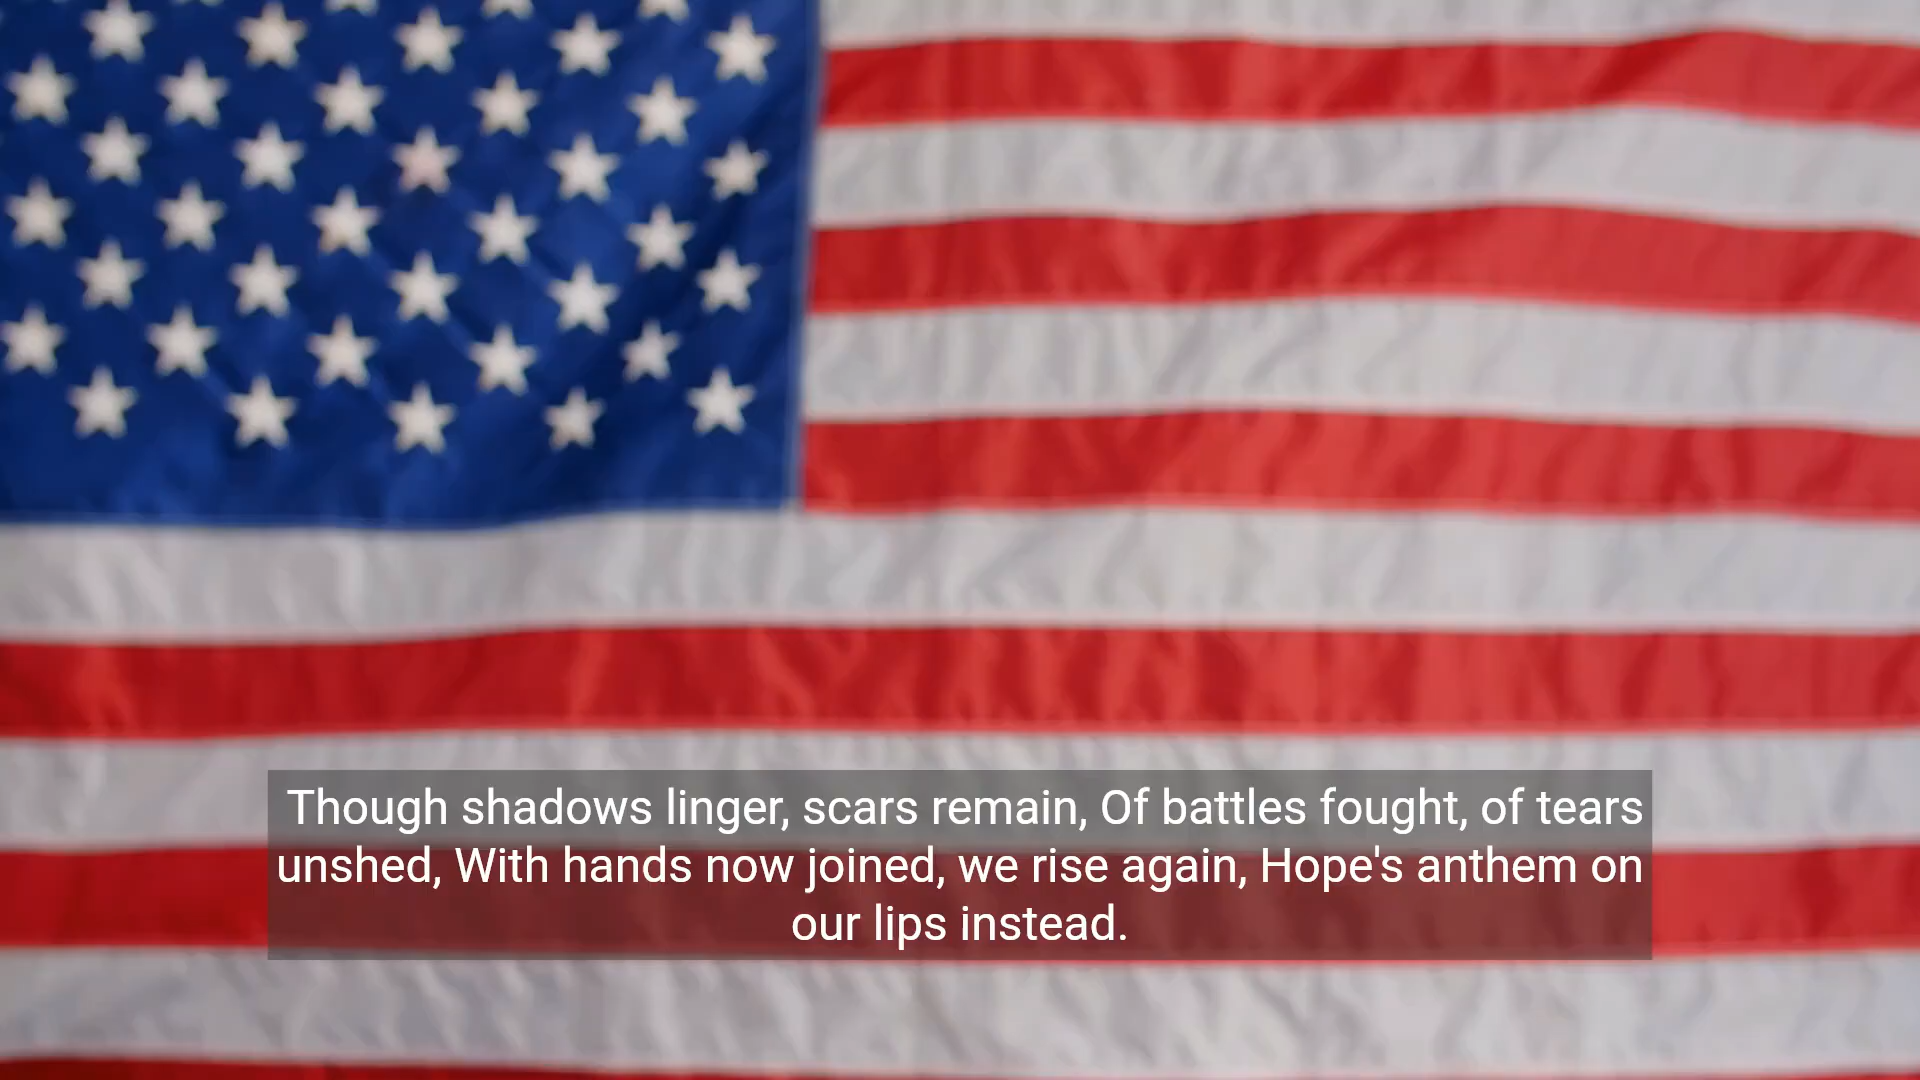 Though shadows linger, scars remain, Of battles fought, of tears
unshed, With hands now joined, we rise again, Hope's anthem on
our lips instead.